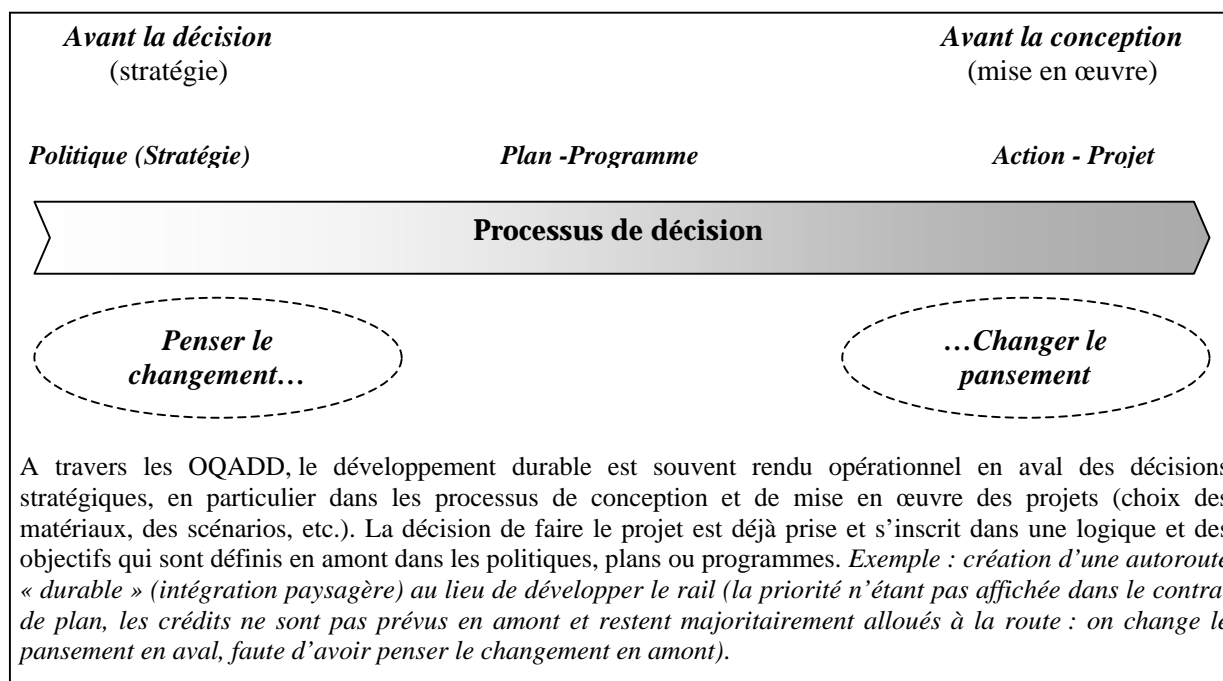 Avant la décision
(stratégie)
Avant la conception
(mise en œuvre)
Politique (Stratégie)
Plan -Programme
Action - Projet
Processus de décision
Penser le
changement…
…Changer le
pansement
A travers les OQADD, le développement durable est souvent rendu opérationnel en aval des décisions
stratégiques, en particulier dans les processus de conception et de mise en œuvre des projets (choix des
matériaux, des scénarios, etc.). La décision de faire le projet est déjà prise et s’inscrit dans une logique et des
objectifs qui sont définis en amont dans les politiques, plans ou programmes. Exemple : création d’une autoroute
« durable » (intégration paysagère) au lieu de développer le rail (la priorité n’étant pas affichée dans le contra
de plan, les crédits ne sont pas prévus en amont et restent majoritairement alloués à la route : on change le
pansement en aval, faute d’avoir penser le changement en amont).